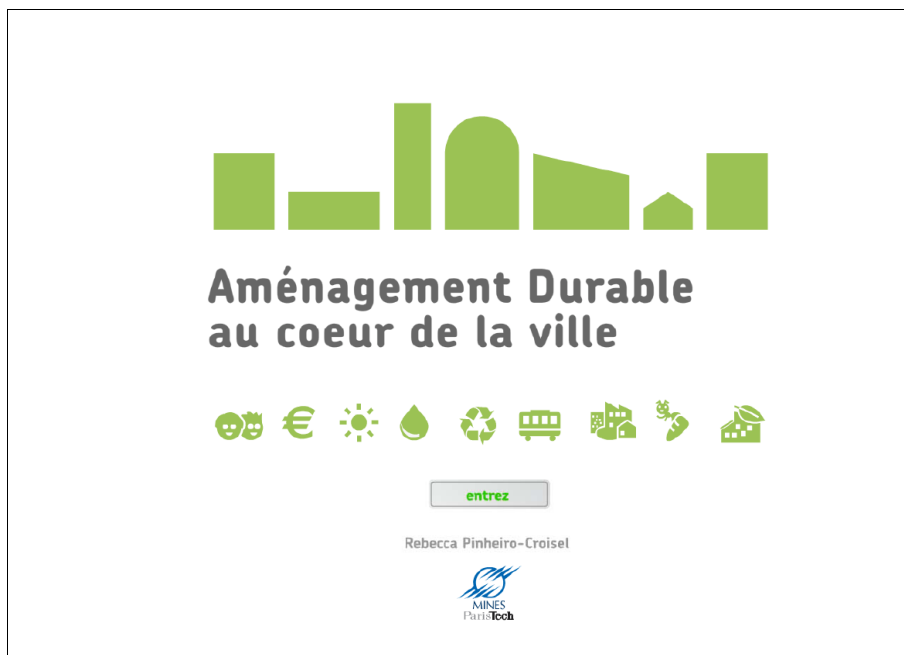 Aménagement Durable
au coeur de la ville
entrez
Rebecca Pinheiro-Croisel
MINES
ParisTech